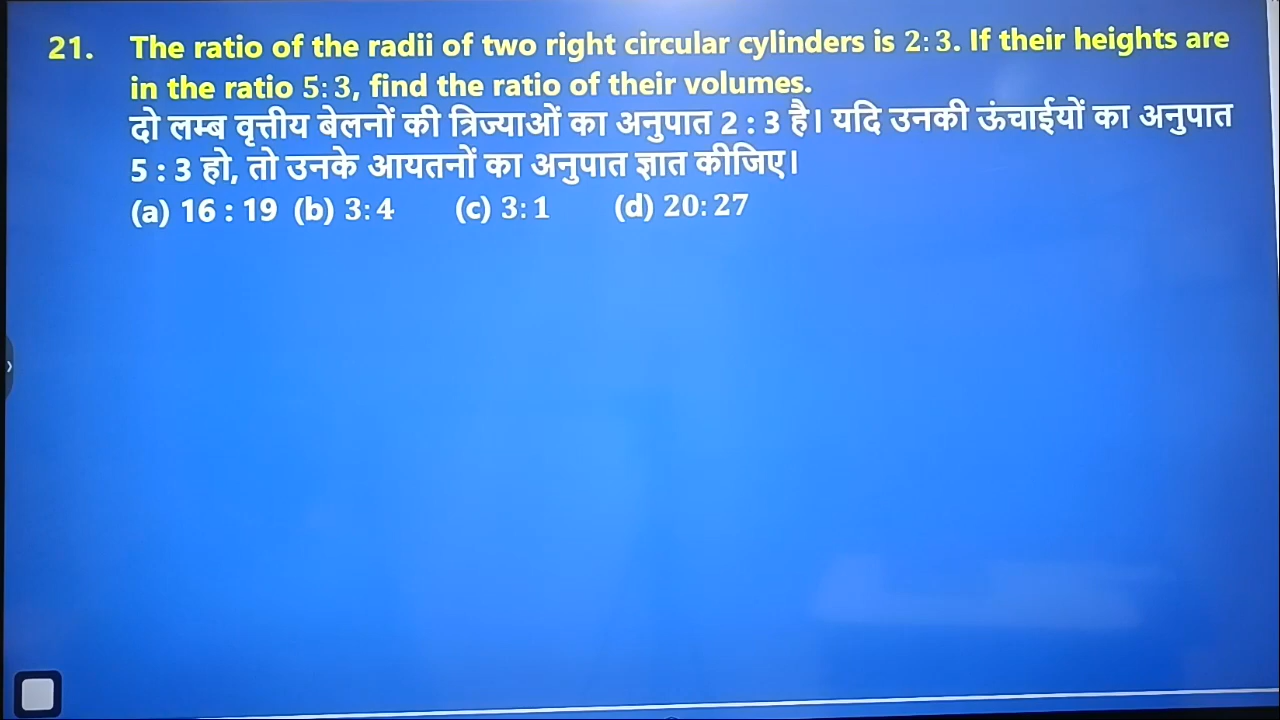 21. The ratio of the radii of two right circular cylinders is 2:3. If their heights are
in the ratio 5:3, find the ratio of their volumes.
दो लम्ब वृत्तीय बेलनों की त्रिज्याओं का अनुपात 2 : 3 है। यदि उनकी ऊंचाईयों का अनुपात
5 : 3 हो, तो उनके आयतनों का अनुपात ज्ञात कीजिए।
(a) 16 : 19 (b) 3:4 (c) 3:1 (d) 20:27